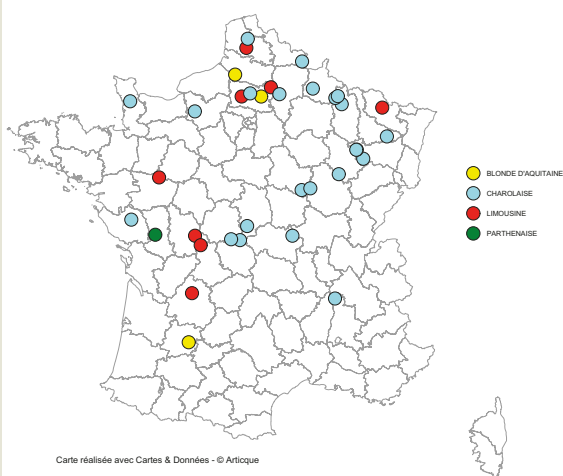 BLONDE D'AQUITAINE
CHAROLAISE
LIMOUSINE
PARTHENAISE
Carte réalisée avec Cartes & Données - © Articque